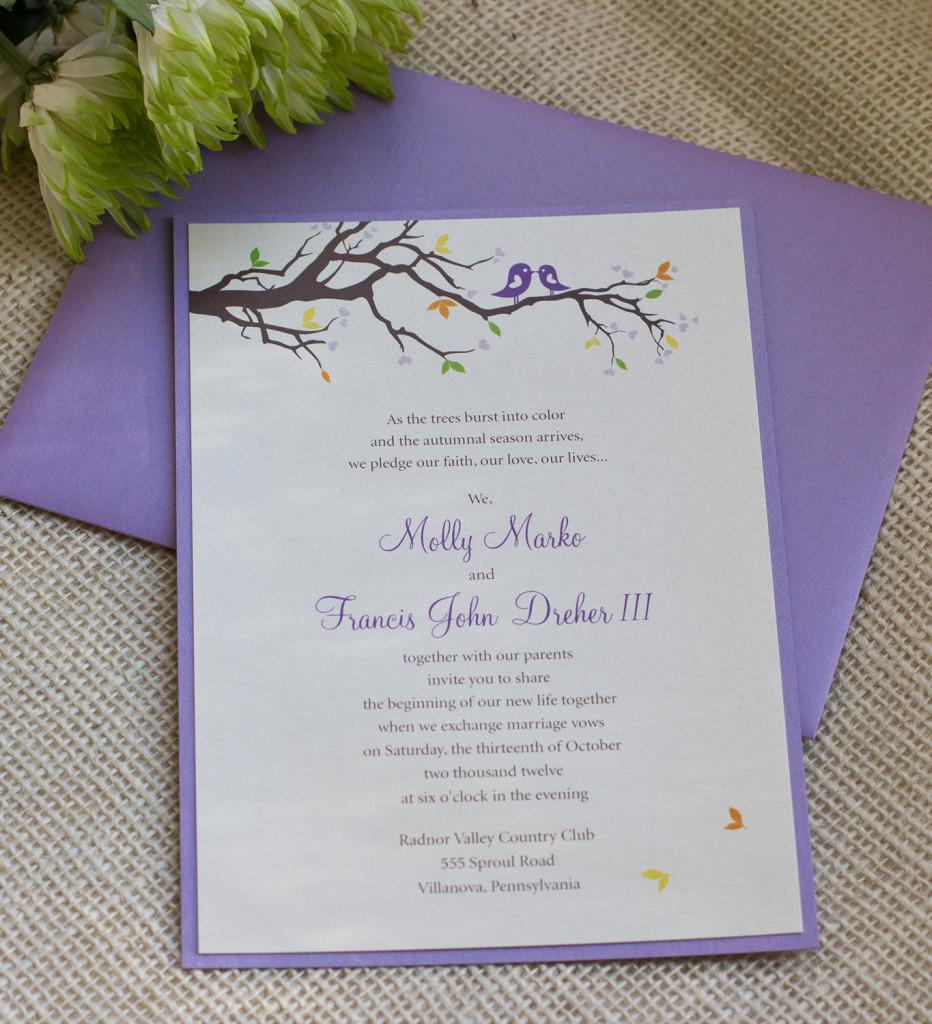 As the trees burst into color
and the autumnal season arrives,
we pledge our faith, our love, our lives...
We,
Molly Marko
and
Francis John Dreher III
together with our parents
invite you to share
the beginning of our new life together
when we exchange marriage vows
on Saturday, the thirteenth of October
two thousand twelve
at six o'clock in the evening
Radnor Valley Country Club
555 Sproul Road
Villanova, Pennsylvania